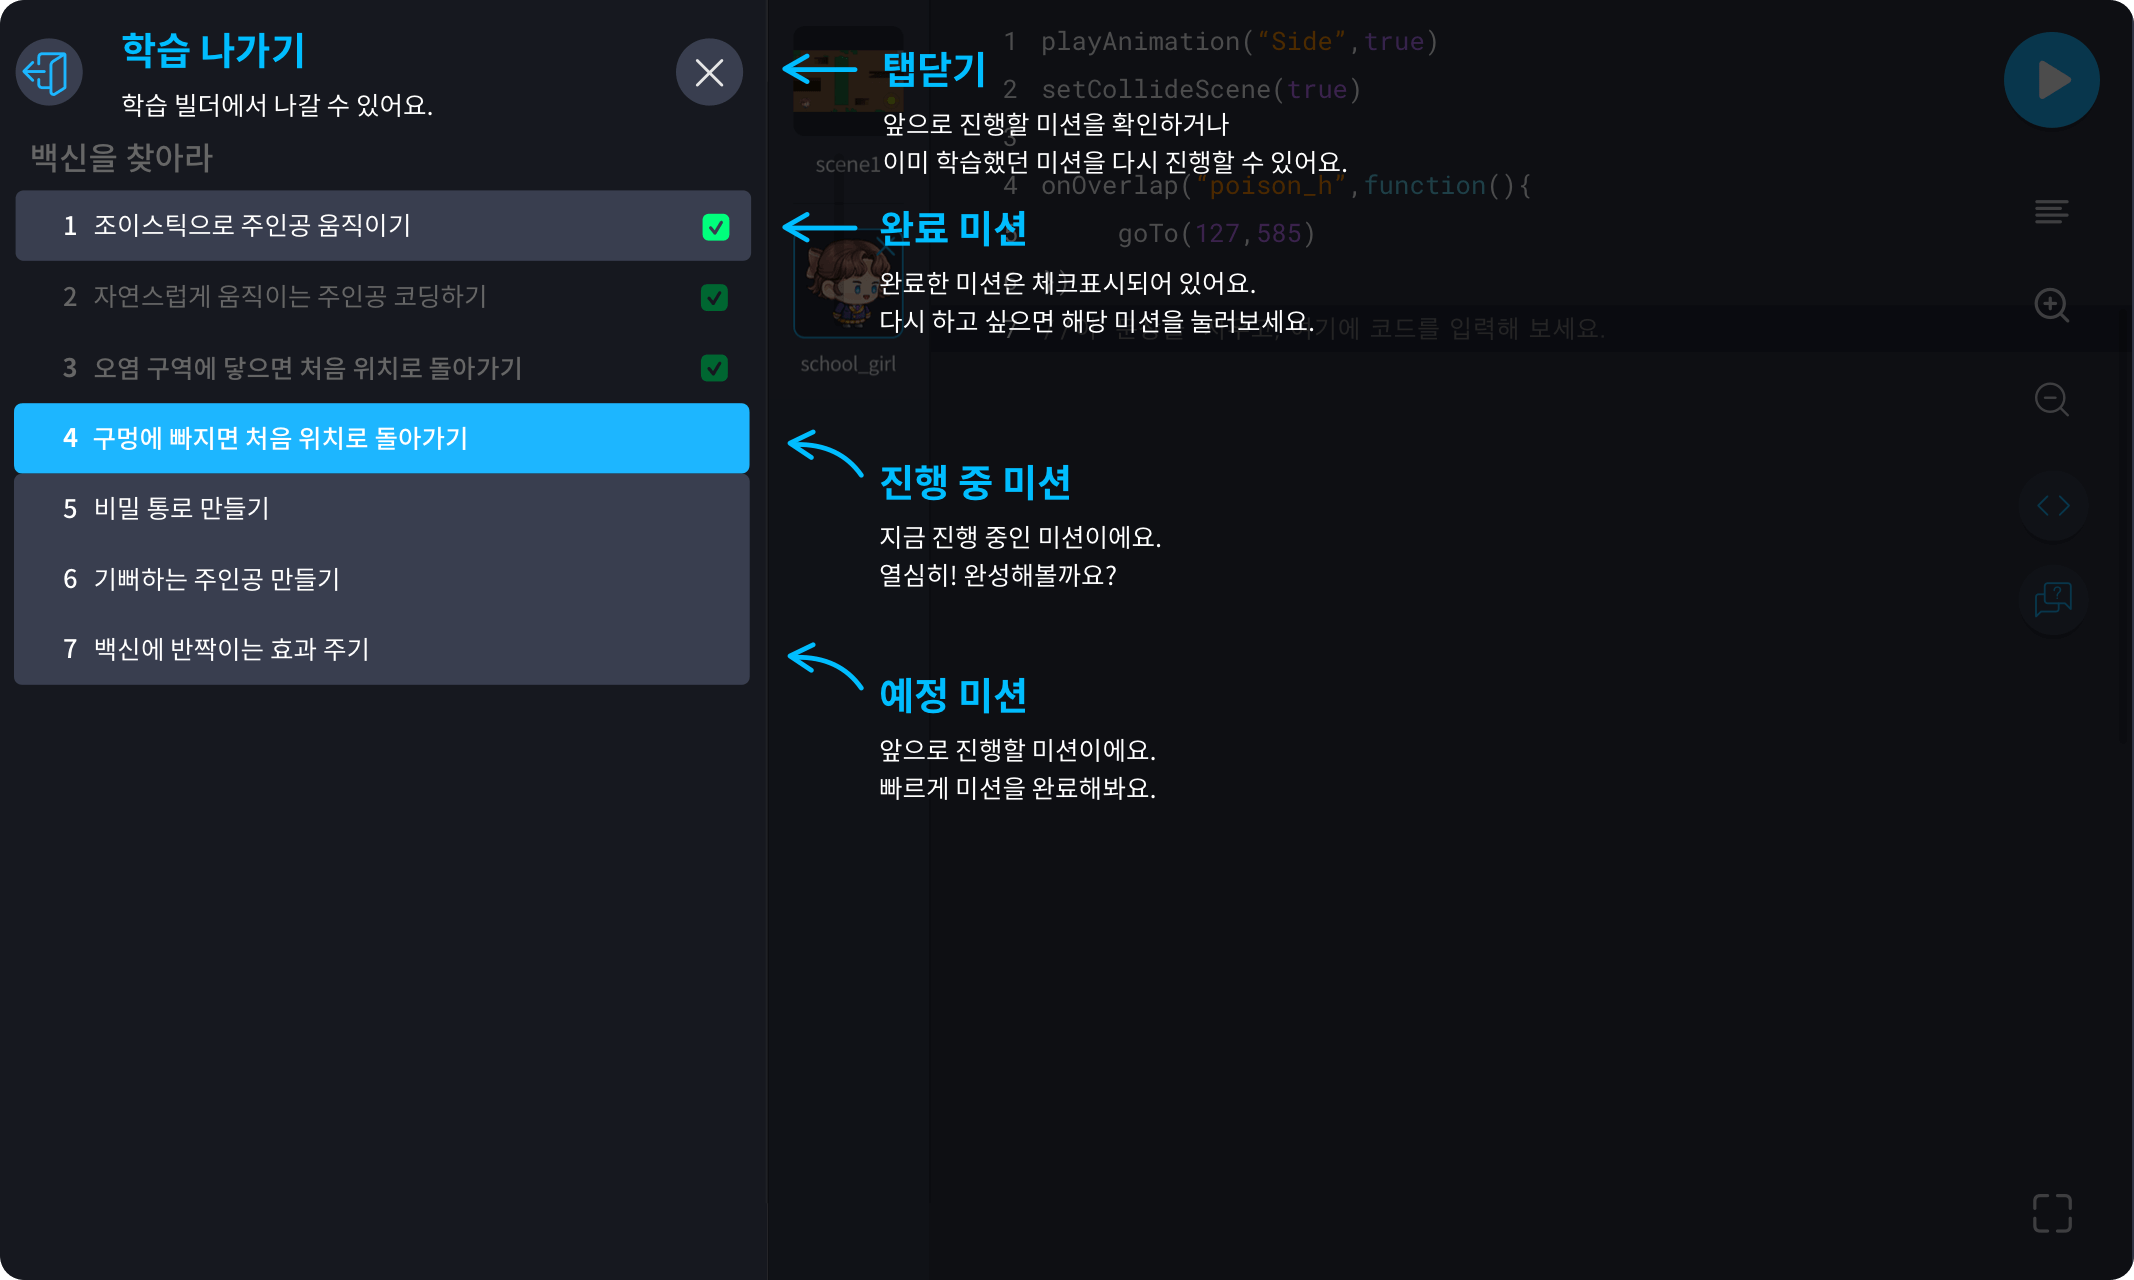 학습 나가기
학습 빌더에서 나갈 수 있어요.
백신을 찾아라
1 조이스틱으로 주인공 움직이기
2 자연스럽게 움직이는 주인공 코딩하기
3 오염 구역에 닿으면 처음 위치로 돌아가기
4 구멍에 빠지면 처음 위치로 돌아가기
5 비밀 통로 만들기
6 기뻐하는 주인공 만들기
7 백신에 반짝이는 효과 주기
탭닫기
앞으로 진행할 미션을 확인하거나
이미 학습했던 미션을 다시 진행할 수 있어요.
완료 미션
완료한 미션은 체크표시되어 있어요.
다시 하고 싶으면 해당 미션을 눌러보세요.
진행 중 미션
지금 진행 중인 미션이에요.
열심히! 완성해볼까요?
예정 미션
앞으로 진행할 미션이에요.
빠르게 미션을 완료해봐요.
scene1
school_girl
1 playAnimation(“Side”,true)
2 setCollideScene(true)
3
4 onOverlap(“poison_h”,function(){
goTo(127,585)
코드를 입력해 보세요.